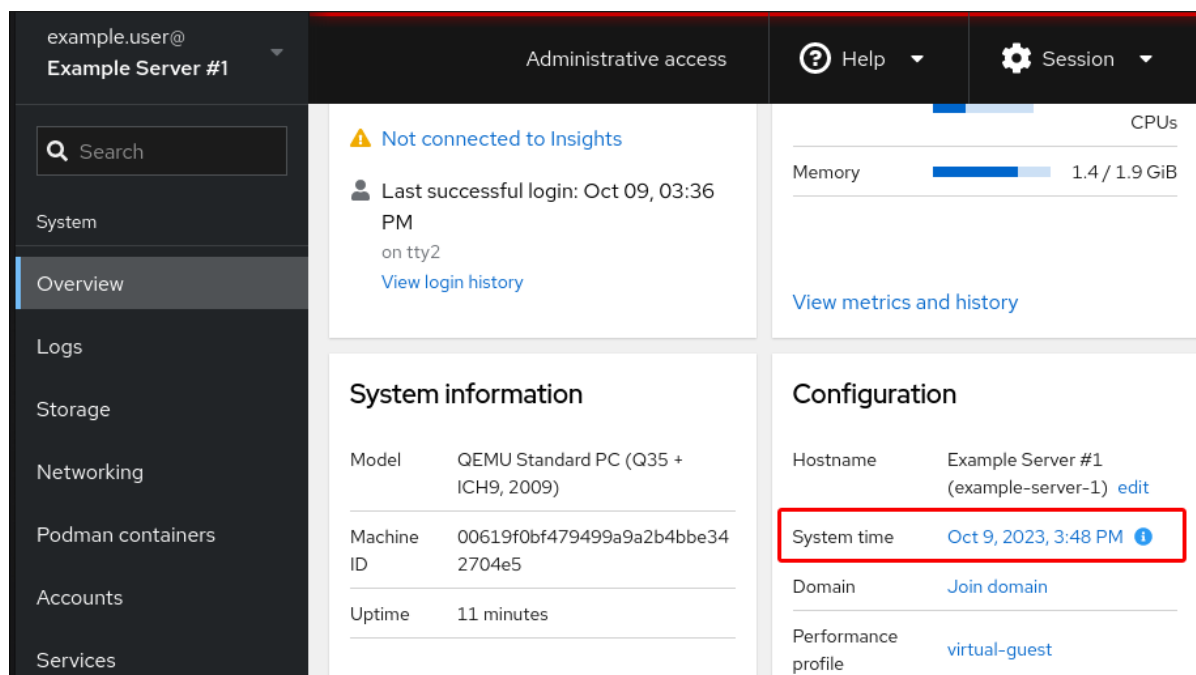 example.user@
Example Server #1
Administrative access
Help
Session
Search
System
Overview
Logs
Storage
Networking
Podman containers
Accounts
Services
Not connected to Insights
Last successful login: Oct 09, 03:36
PM
on tty2
View login history
CPUs
Memory 1.4 / 1.9 GiB
View metrics and history
System information
Model QEMU Standard PC (Q35 +
ICH9, 2009)
Machine 00619f0bf479499a9a2b4bbe34
ID 2704e5
Uptime 11 minutes
Configuration
Hostname Example Server #1
(example-server-1) edit
System time Oct 9, 2023, 3:48 PM
Domain Join domain
Performance
profile virtual-guest